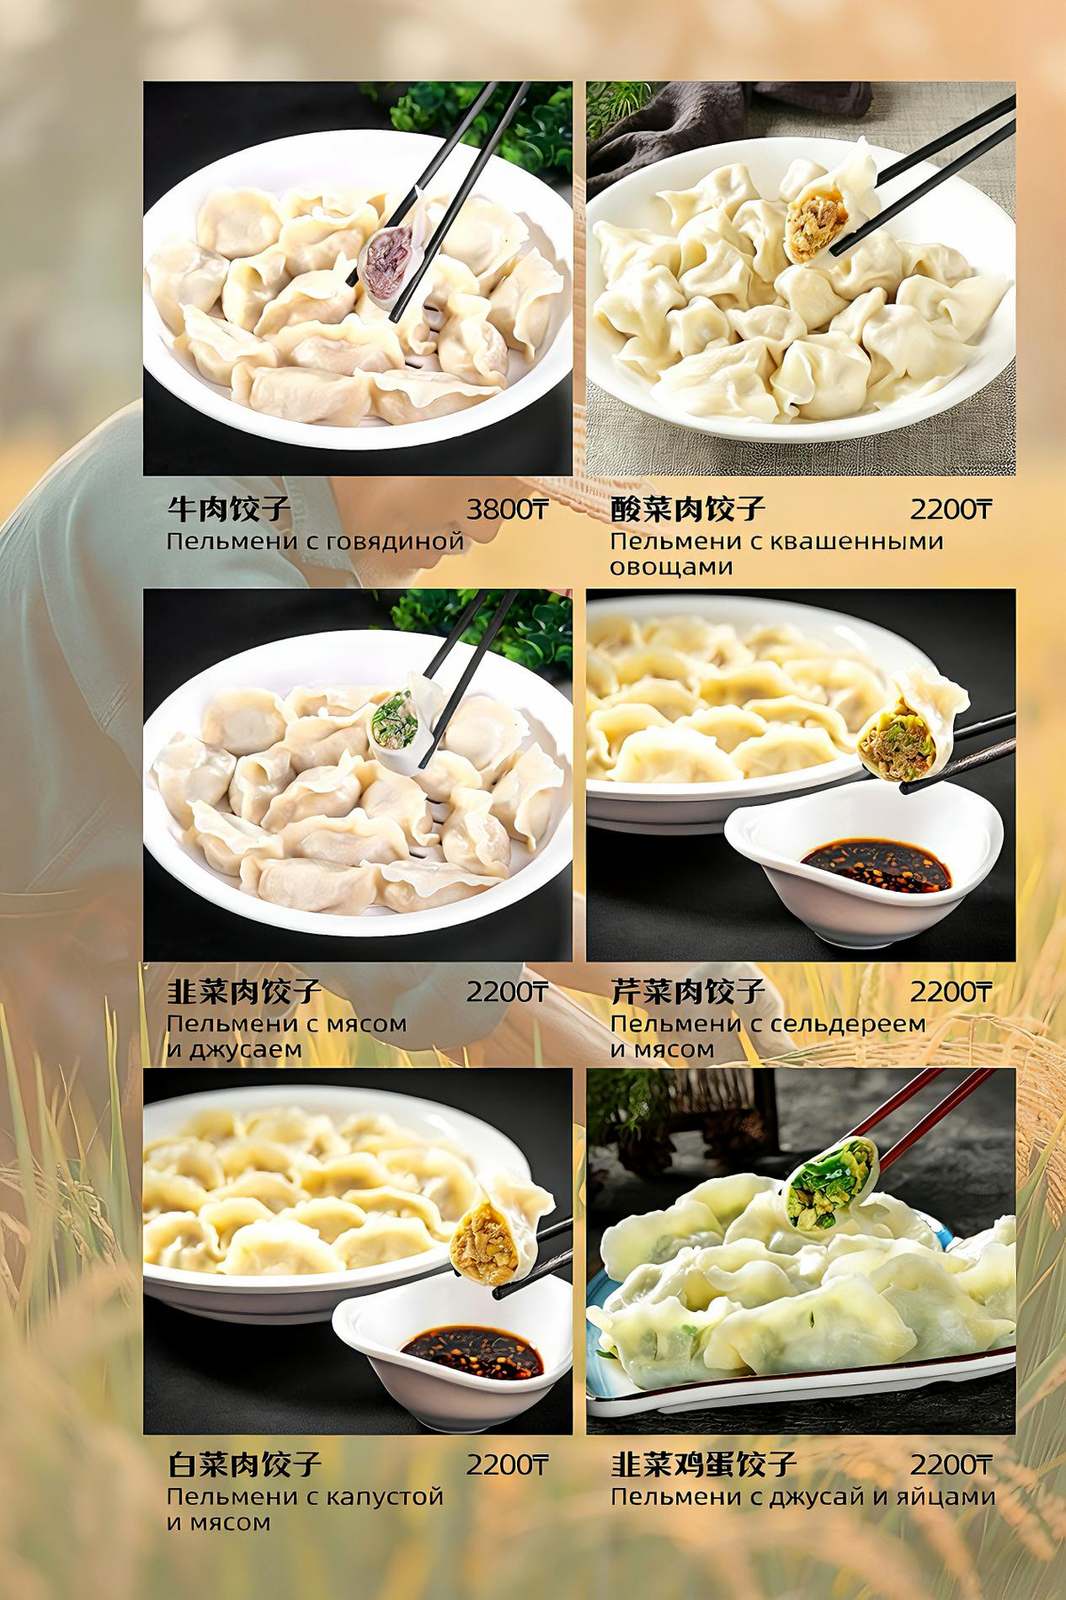 牛肉饺子 3800₸
Пельмени с говядиной
酸菜肉饺子 2200₸
Пельмени с квашенными
овощами
韭菜肉饺子 2200₸
Пельмени с мясом
и джусаем
芹菜肉饺子 2200₸
Пельмени с сельдереем
и мясом
白菜肉饺子 2200₸
Пельмени с капустой
и мясом
韭菜鸡蛋饺子 2200₸
Пельмени с джусай и яйцами